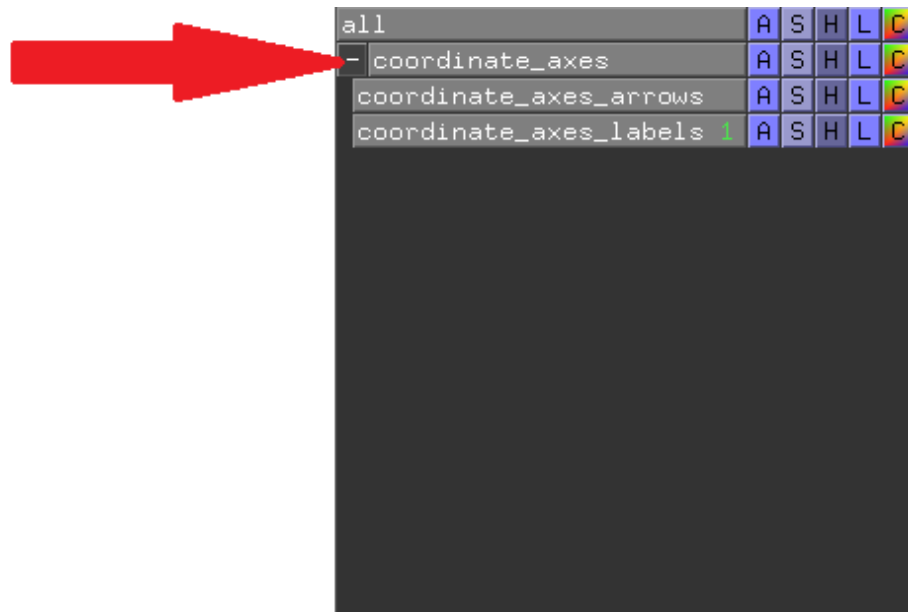 all A S H L C
- coordinate_axes A S H L C
coordinate_axes_arrows A S H L C
coordinate_axes_labels 1 A S H L C